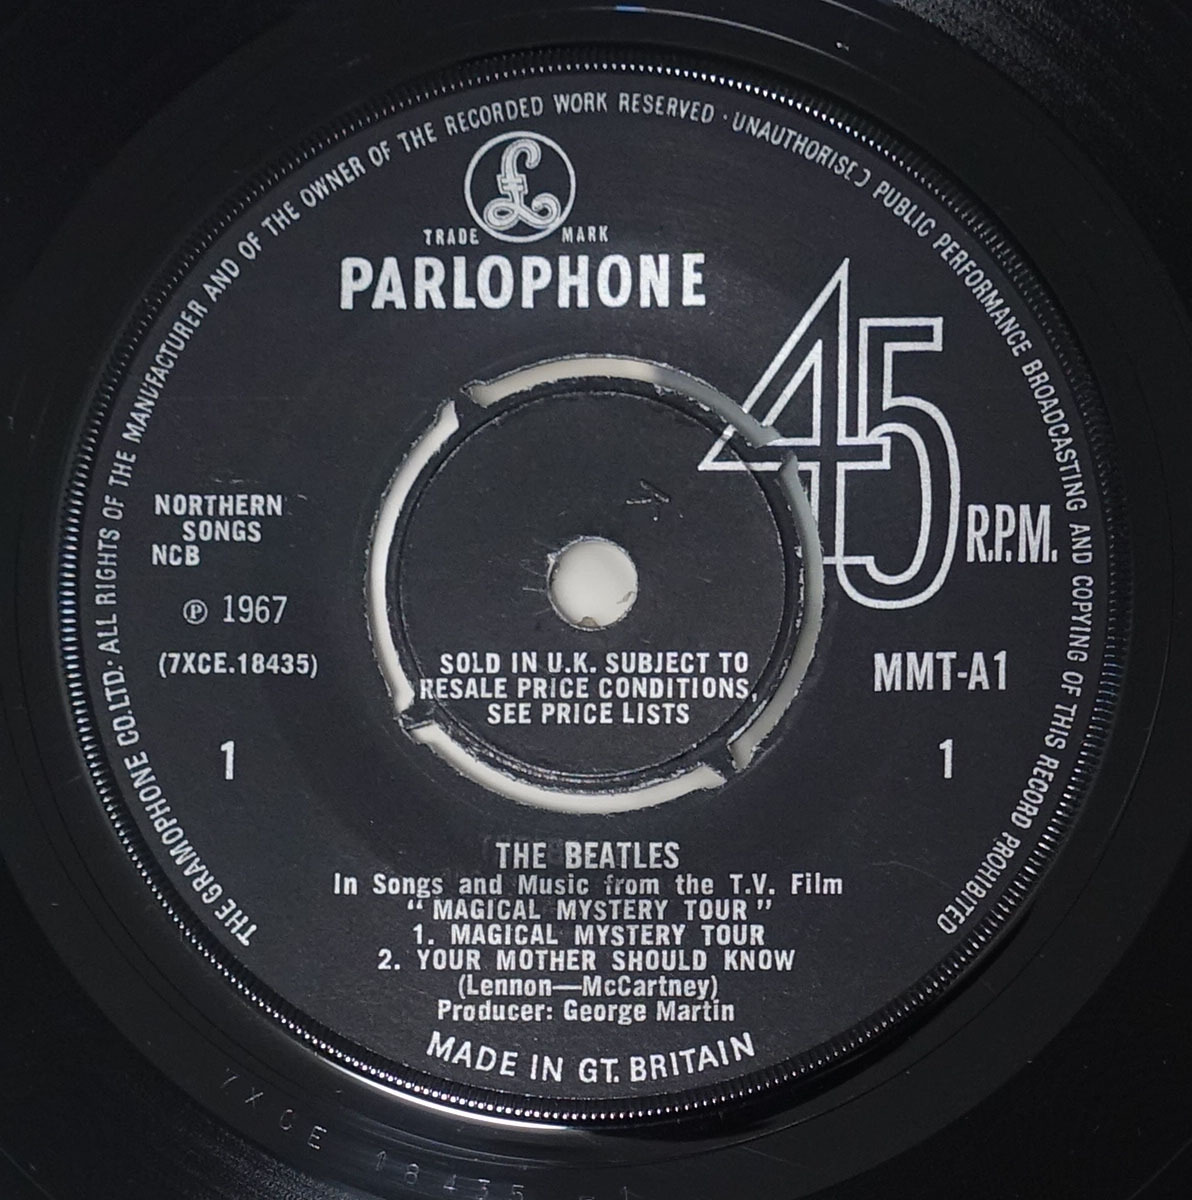 THE GRAMOPHONE CO.LTD. ALL RIGHTS OF THE MANUFACTURER AND OF THE OWNER OF THE RECORDED WORK RESERVED · UNAUTHORISED PUBLIC PERFORMANCE BROADCASTING AND COPYING OF THIS RECORD PROHIBITED
£
TRADE MARK
PARLOPHONE
45 R.P.M.
NORTHERN
SONGS
NCB
℗ 1967
(7XCE.18435)
1
SOLD IN U.K. SUBJECT TO
RESALE PRICE CONDITIONS,
SEE PRICE LISTS
MMT-A1
1
THE BEATLES
In Songs and Music from the T.V. Film
“ MAGICAL MYSTERY TOUR ”
1. MAGICAL MYSTERY TOUR
2. YOUR MOTHER SHOULD KNOW
(Lennon—McCartney)
Producer: George Martin
MADE IN GT. BRITAIN
7XCE 18435 -1